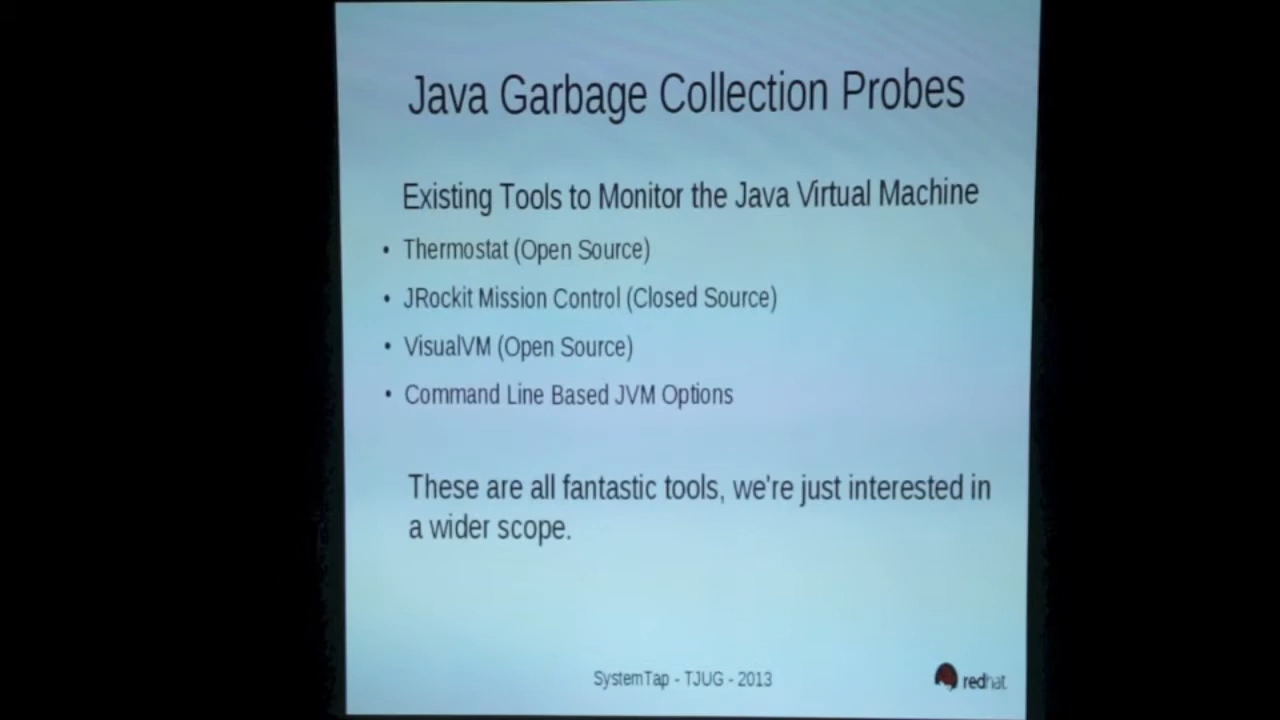 Java Garbage Collection Probes
Existing Tools to Monitor the Java Virtual Machine
• Thermostat (Open Source)
• JRockit Mission Control (Closed Source)
• VisualVM (Open Source)
• Command Line Based JVM Options
These are all fantastic tools, we're just interested in
a wider scope.
SystemTap - TJUG - 2013
redhat